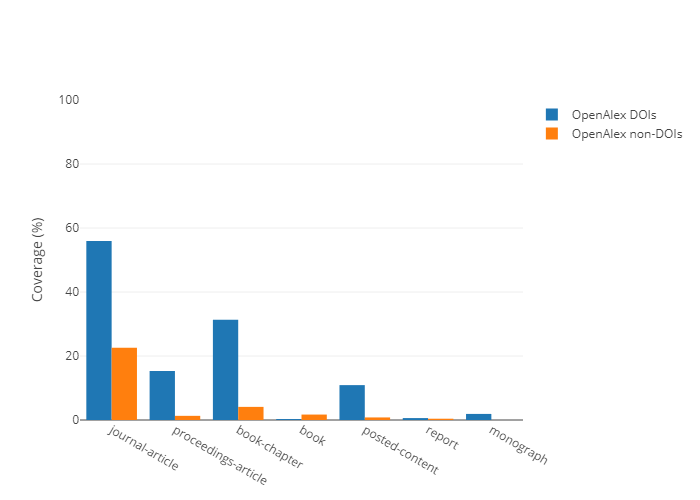 100
80
60
40
20
0
Coverage (%)
journal-article
proceedings-article
book-chapter
book
posted-content
report
monograph
OpenAlex DOIs
OpenAlex non-DOIs